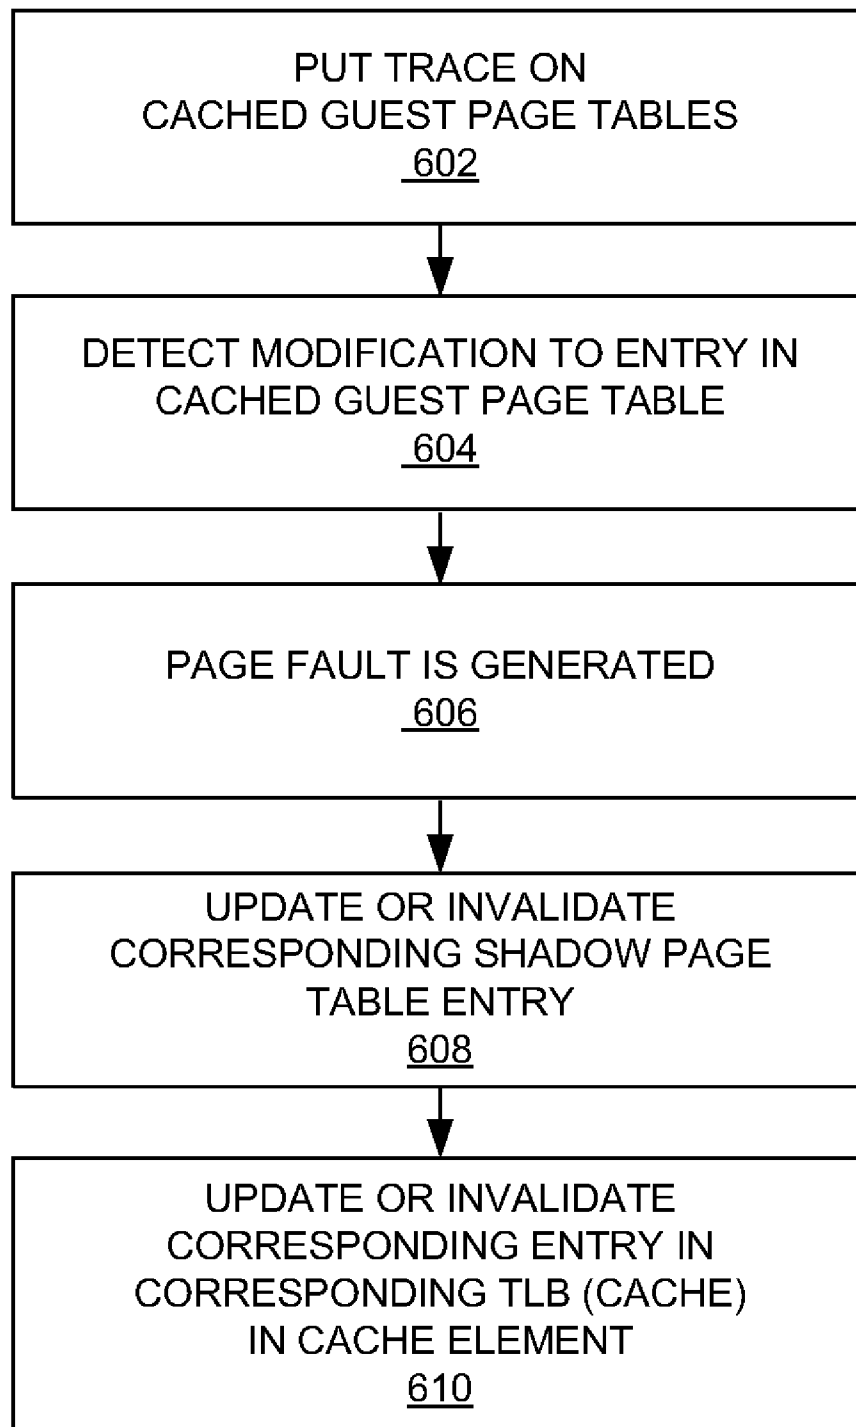 PUT TRACE ON
CACHED GUEST PAGE TABLES
602
DETECT MODIFICATION TO ENTRY IN
CACHED GUEST PAGE TABLE
604
PAGE FAULT IS GENERATED
606
UPDATE OR INVALIDATE
CORRESPONDING SHADOW PAGE
TABLE ENTRY
608
UPDATE OR INVALIDATE
CORRESPONDING ENTRY IN
CORRESPONDING TLB (CACHE)
IN CACHE ELEMENT
610